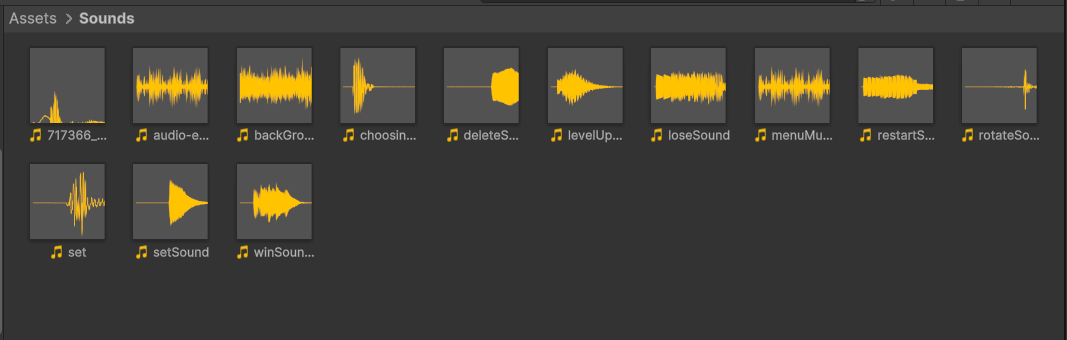 Assets > Sounds
717366_...
audio-e...
backGro...
choosin...
deleteS...
levelUp...
loseSound
menuMu...
restartS...
rotateSo...
set
setSound
winSoun...